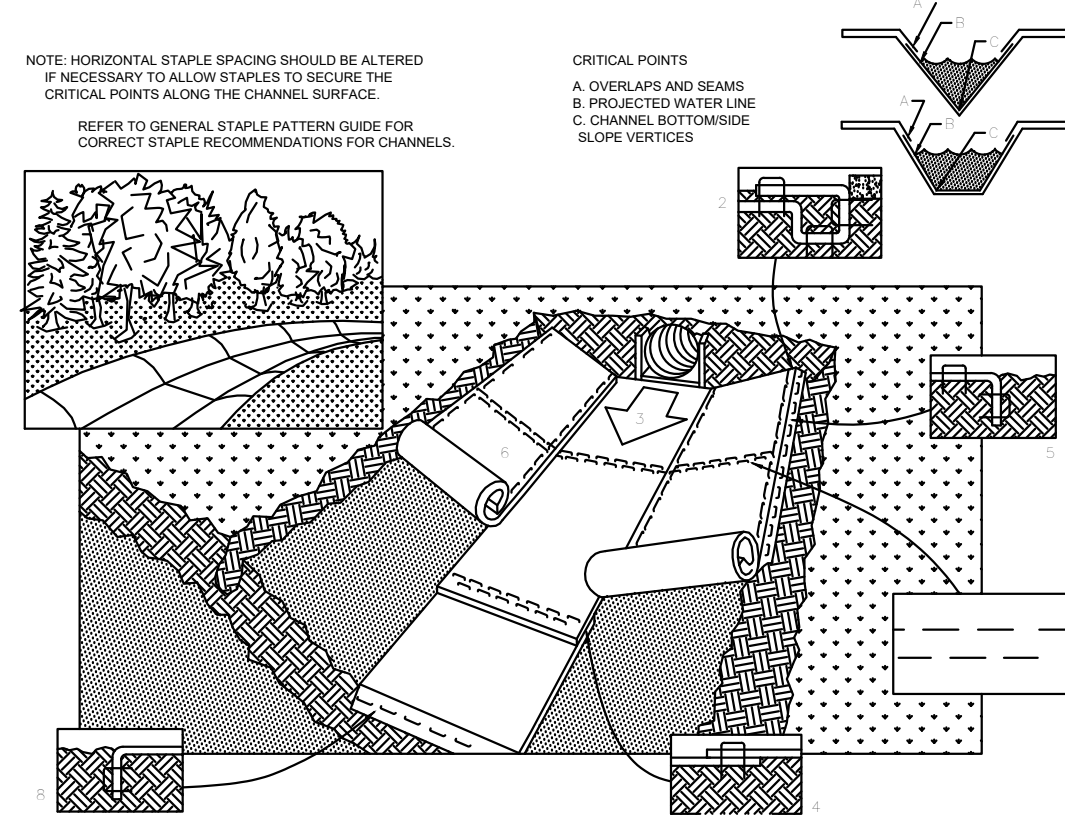 NOTE: HORIZONTAL STAPLE SPACING SHOULD BE ALTERED
IF NECESSARY TO ALLOW STAPLES TO SECURE THE
CRITICAL POINTS ALONG THE CHANNEL SURFACE.
REFER TO GENERAL STAPLE PATTERN GUIDE FOR
CORRECT STAPLE RECOMMENDATIONS FOR CHANNELS.
CRITICAL POINTS
A. OVERLAPS AND SEAMS
B. PROJECTED WATER LINE
C. CHANNEL BOTTOM/SIDE
SLOPE VERTICES
A
B
C
A
B
C
2
3
5
6
8
4